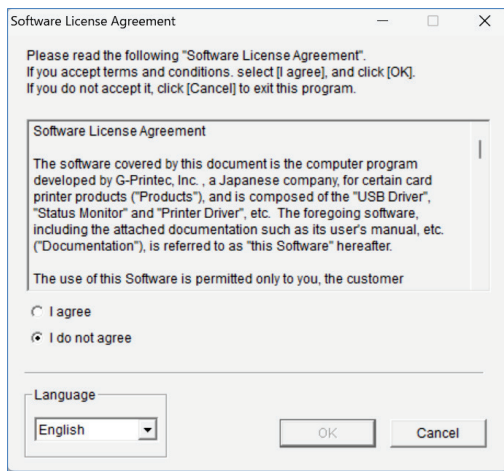 Software License Agreement
Please read the following "Software License Agreement".
If you accept terms and conditions. select [I agree], and click [OK].
If you do not accept it, click [Cancel] to exit this program.
Software License Agreement
The software covered by this document is the computer program
developed by G-Printec, Inc. , a Japanese company, for certain card
printer products ("Products"), and is composed of the "USB Driver",
"Status Monitor" and "Printer Driver", etc. The foregoing software,
including the attached documentation such as its user's manual, etc.
("Documentation"), is referred to as "this Software" hereafter.
The use of this Software is permitted only to you, the customer
I agree
I do not agree
Language
English
OK
Cancel